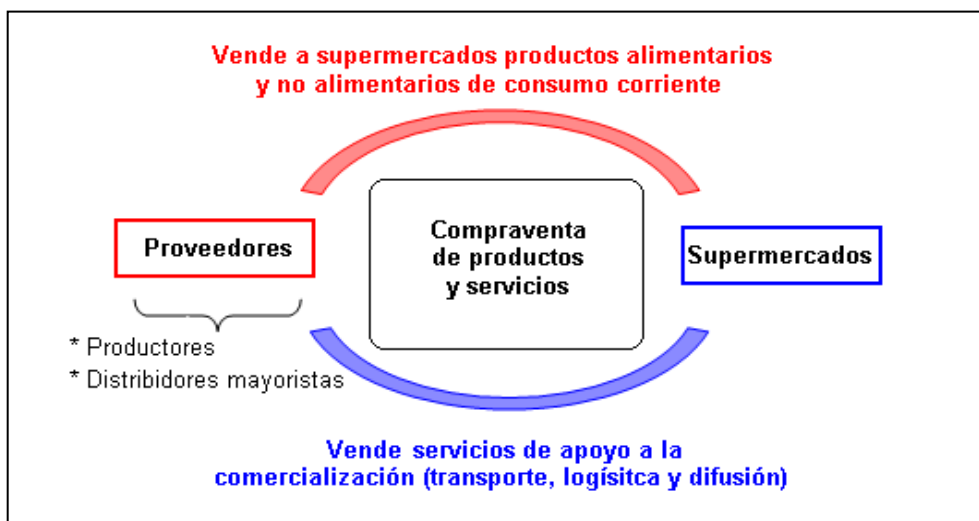 Vende a supermercados productos alimentarios
y no alimentarios de consumo corriente
Proveedores
Compraventa
de productos
y servicios
Supermercados
* Productores
* Distribidores mayoristas
Vende servicios de apoyo a la
comercialización (transporte, logísitca y difusión)